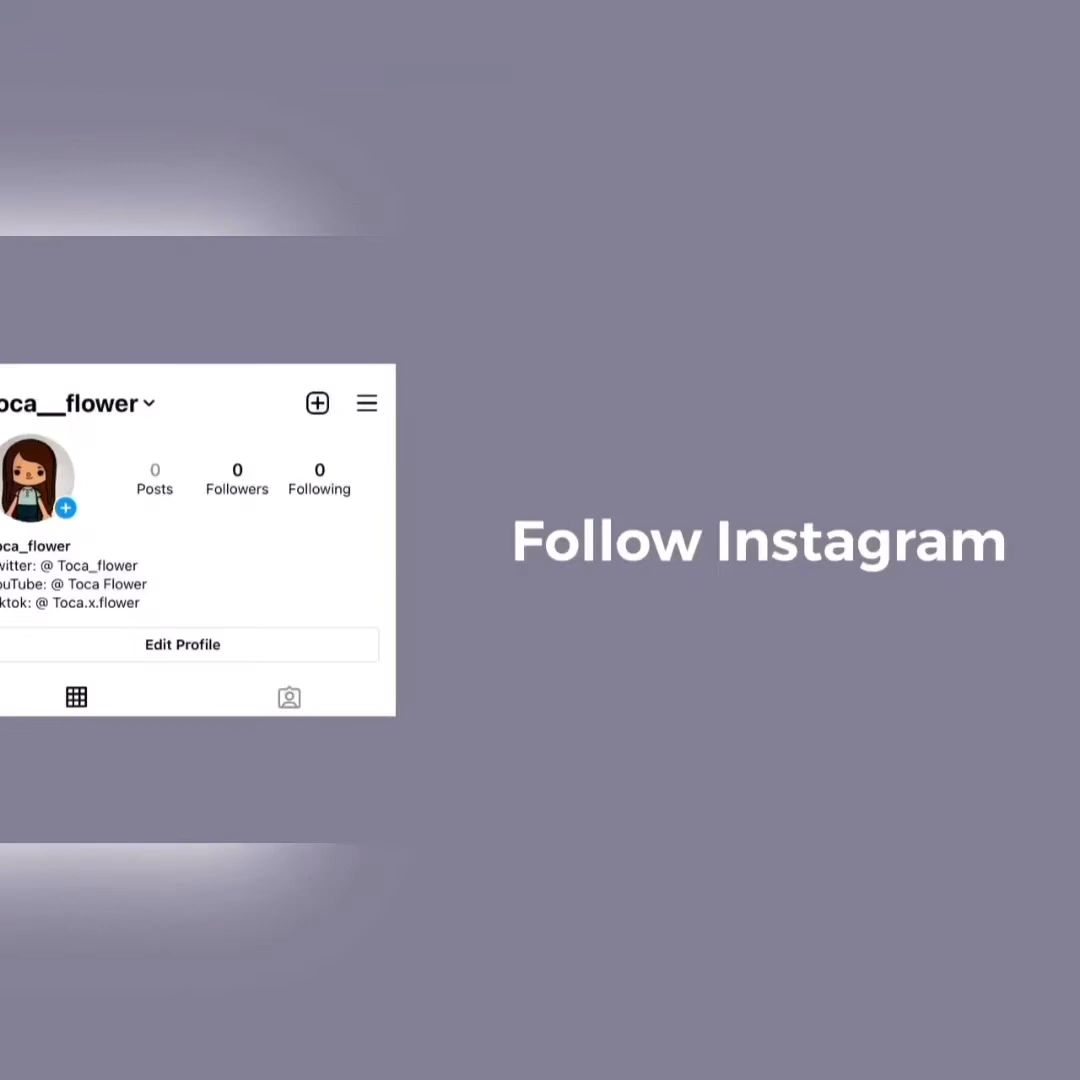 oca__flower
0 0 0
Posts Followers Following
oca_flower
witter: @ Toca_flower
ouTube: @ Toca Flower
ktok: @ Toca.x.flower
Edit Profile
Follow Instagram